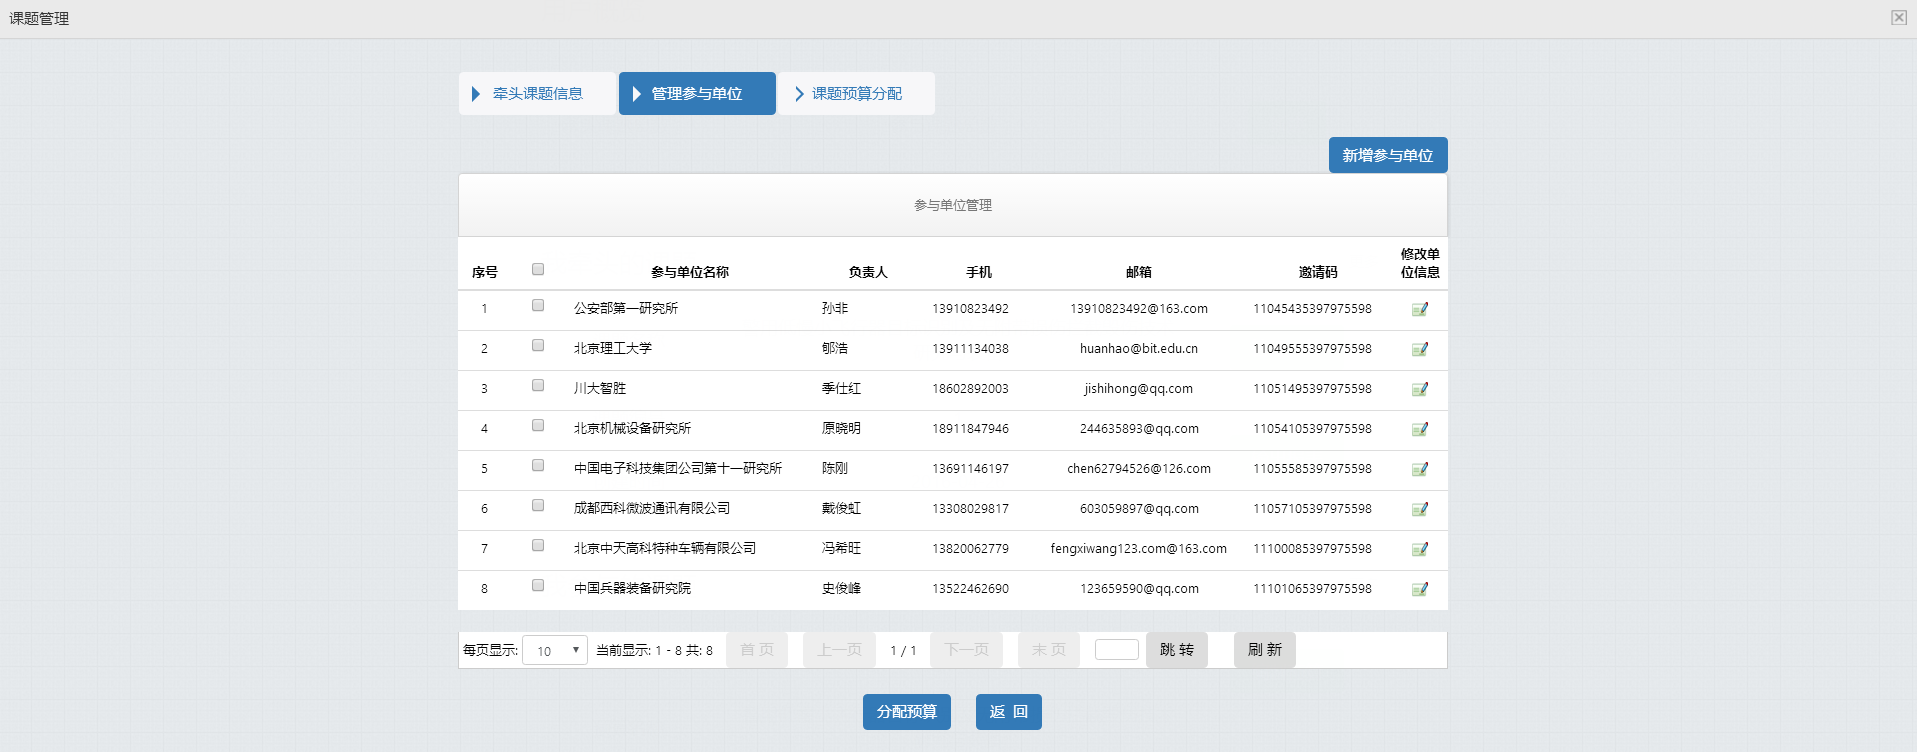 课题管理
牵头课题信息 管理参与单位 课题预算分配
新增参与单位
参与单位管理
序号 参与单位名称 负责人 手机 邮箱 邀请码 修改单位信息
1 公安部第一研究所 孙非 13910823492 13910823492@163.com 11045435397975598
2 北京理工大学 郇浩 13911134038 huanhao@bit.edu.cn 11049555397975598
3 川大智胜 季仕红 18602892003 jishihong@qq.com 11051495397975598
4 北京机械设备研究所 原晓明 18911847946 244635893@qq.com 11054105397975598
5 中国电子科技集团公司第十一研究所 陈刚 13691146197 chen62794526@126.com 11055585397975598
6 成都西科微波通讯有限公司 戴俊虹 13308029817 603059897@qq.com 11057105397975598
7 北京中天高科特种车辆有限公司 冯希旺 13820062779 fengxiwang123.com@163.com 11100085397975598
8 中国兵器装备研究院 史俊峰 13522462690 123659590@qq.com 11101065397975598
每页显示: 10 当前显示: 1 - 8 共: 8 首 页 上一页 1 / 1 下一页 末 页 跳 转 刷 新
分配预算 返 回